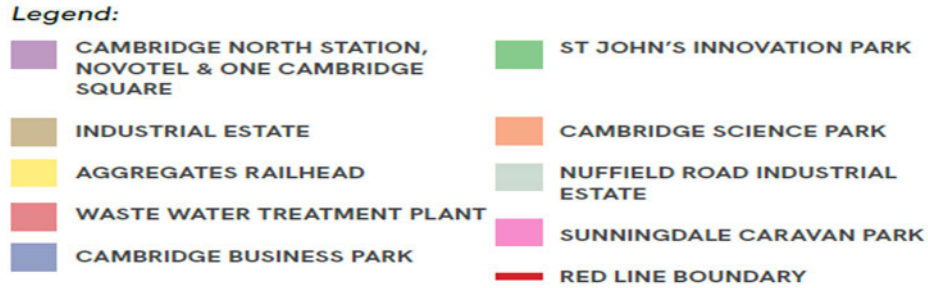 Legend:
CAMBRIDGE NORTH STATION,
NOVOTEL & ONE CAMBRIDGE
SQUARE
INDUSTRIAL ESTATE
AGGREGATES RAILHEAD
WASTE WATER TREATMENT PLANT
CAMBRIDGE BUSINESS PARK
ST JOHN'S INNOVATION PARK
CAMBRIDGE SCIENCE PARK
NUFFIELD ROAD INDUSTRIAL
ESTATE
SUNNINGDALE CARAVAN PARK
RED LINE BOUNDARY